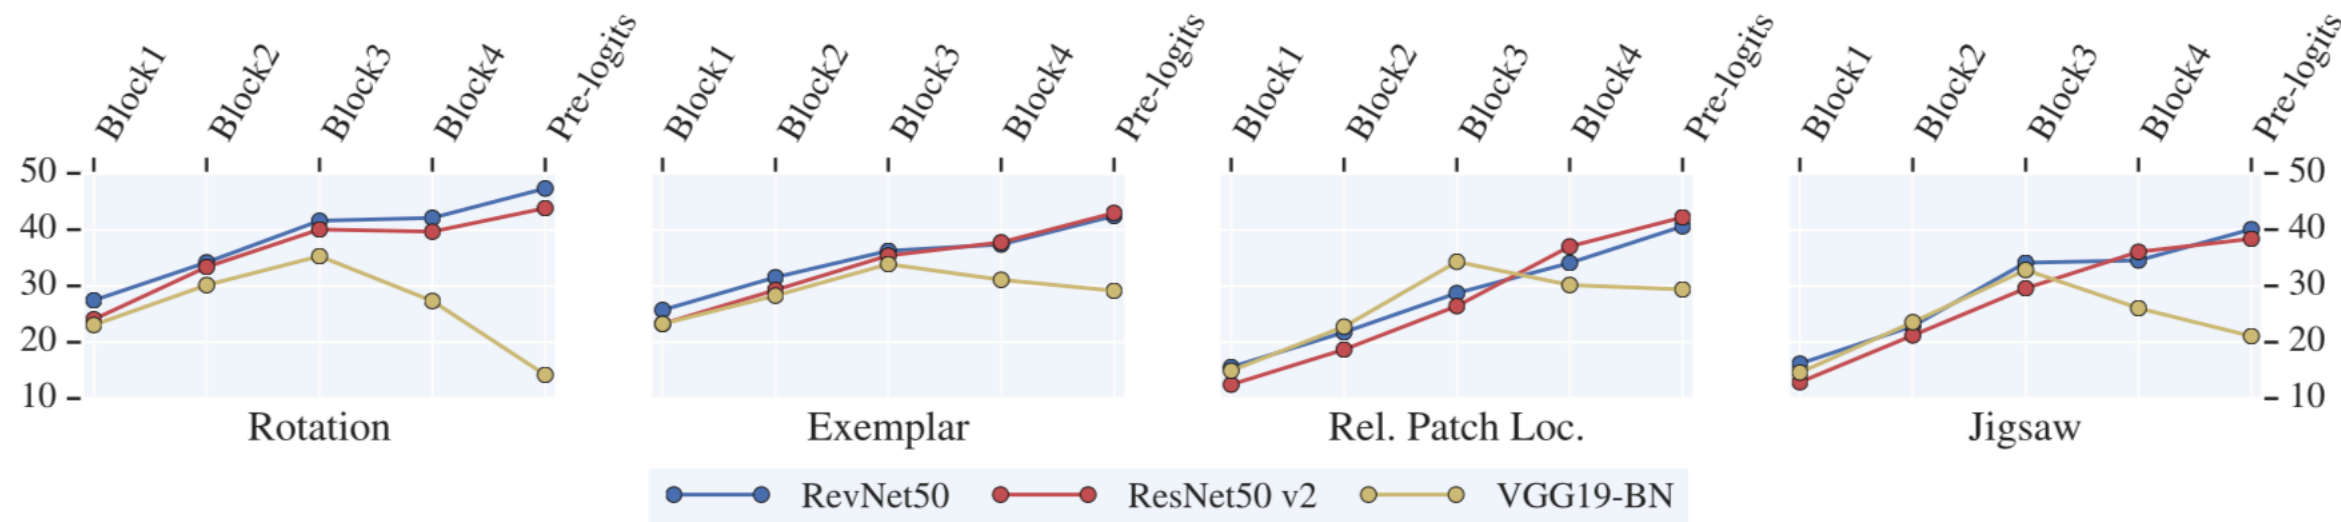 Block1 Block2 Block3 Block4 Pre-logits Block1 Block2 Block3 Block4 Pre-logits Block1 Block2 Block3 Block4 Pre-logits Block1 Block2 Block3 Block4 Pre-logits
50 50
40 40
30 30
20 20
10 10
Rotation Exemplar Rel. Patch Loc. Jigsaw
RevNet50 ResNet50 v2 VGG19-BN